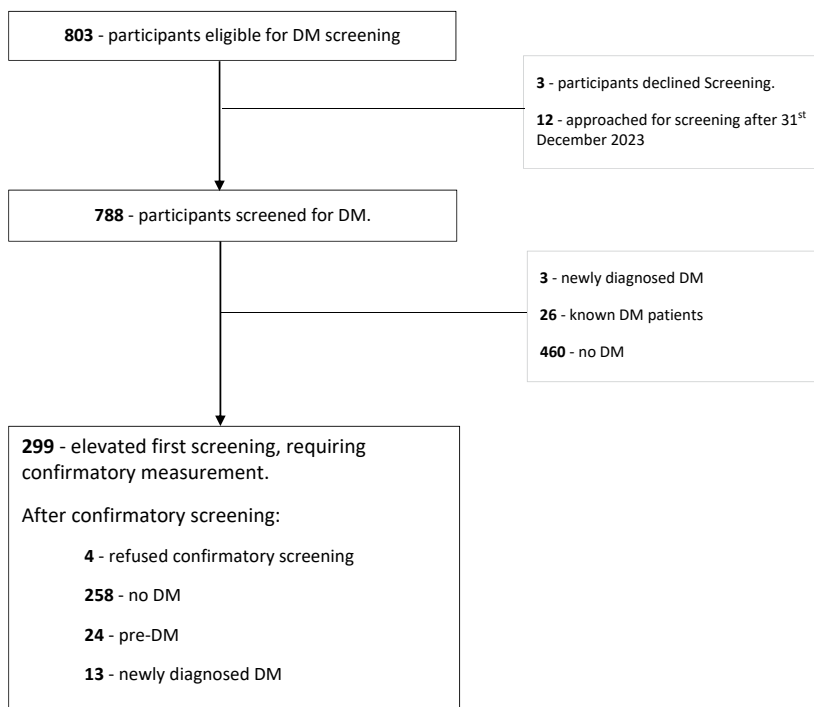 803 - participants eligible for DM screening
3 - participants declined Screening.
12 - approached for screening after 31st
December 2023
788 - participants screened for DM.
3 - newly diagnosed DM
26 - known DM patients
460 - no DM
299 - elevated first screening, requiring
confirmatory measurement.
After confirmatory screening:
4 - refused confirmatory screening
258 - no DM
24 - pre-DM
13 - newly diagnosed DM